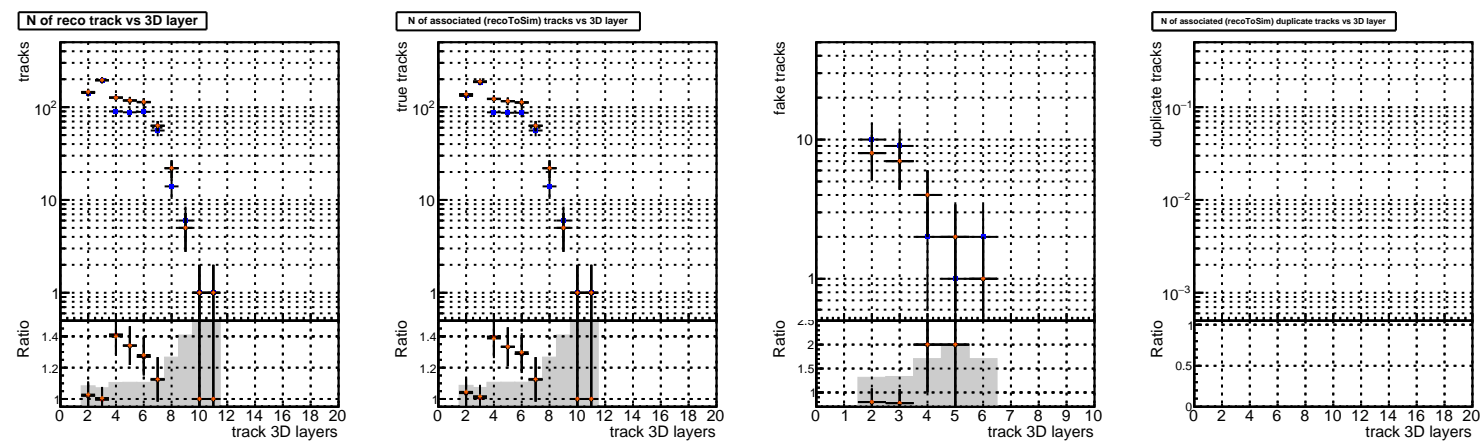 N of reco track vs 3D layer
tracks
10²
10
1
Ratio
1.4
1.2
1
0 2 4 6 8 10 12 14 16 18 20
track 3D layers
N of associated (recoToSim) tracks vs 3D layer
true tracks
10²
10
1
Ratio
1.4
1.2
1
0 2 4 6 8 10 12 14 16 18 20
track 3D layers
fake tracks
10
1
Ratio
2.5
2
1.5
1
0 1 2 3 4 5 6 7 8 9 10
track 3D layers
N of associated (recoToSim) duplicate tracks vs 3D layer
duplicate tracks
10⁻¹
10⁻²
10⁻³
Ratio
1
0.5
0
0 2 4 6 8 10 12 14 16 18 20
track 3D layers